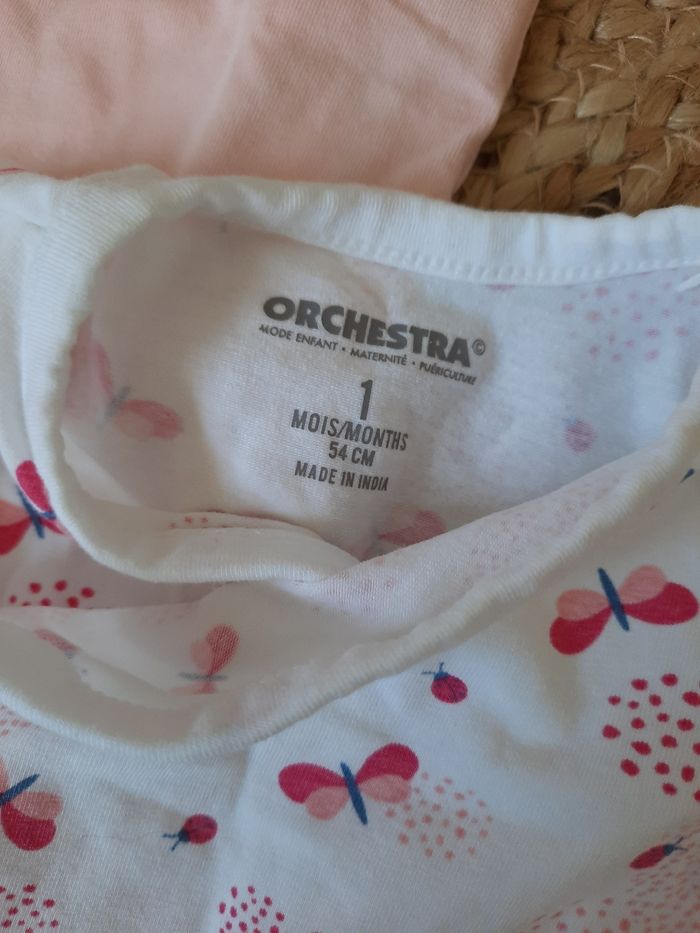 ORCHESTRA©
MODE ENFANT • MATERNITÉ • PUÉRICULTURE
1
MOIS/MONTHS
54 CM
MADE IN INDIA